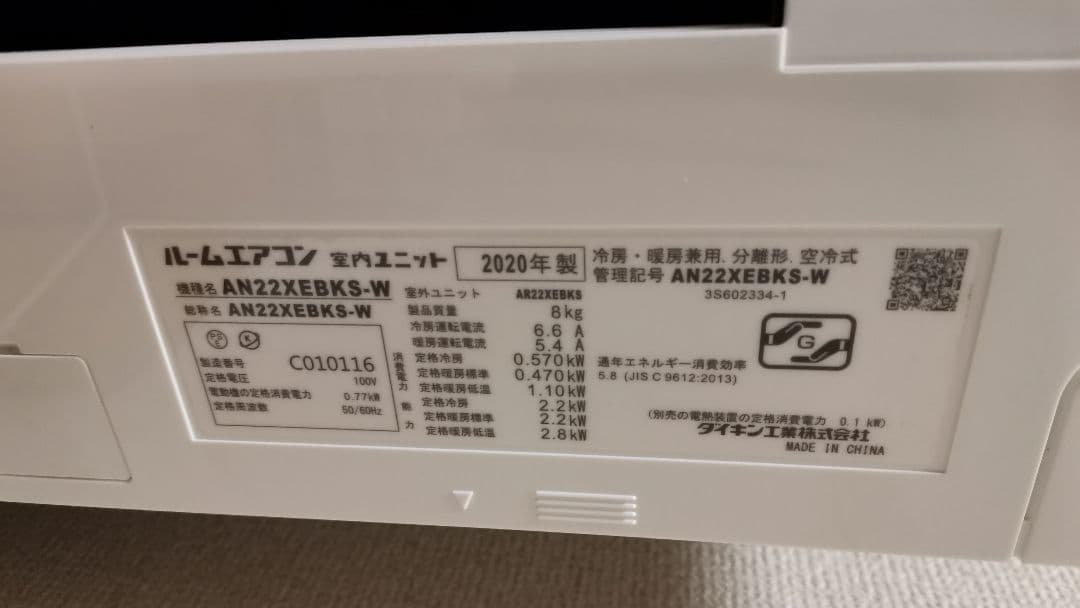 ルームエアコン 室内ユニット 2020年 製
冷房・暖房兼用. 分離形. 空冷式
機種名 AN22XEBKS-W
総称名 AN22XEBKS-W
管理記号 AN22XEBKS-W
3S602334-1
PS E
製造番号 C010116
定格電圧 100V
電動機の定格消費電力 0.77kW
定格周波数 50/60Hz
室外ユニット AR22XEBKS
製品質量 8kg
冷房運転電流 6.6 A
暖房運転電流 5.4 A
消費電力 定格冷房 0.570kW
定格暖房標準 0.470kW
定格暖房低温 1.10kW
能力 定格冷房 2.2kW
定格暖房標準 2.2kW
定格暖房低温 2.8kW
G
通年エネルギー消費効率
5.8 (JIS C 9612:2013)
(別売の電熱装置の定格消費電力 0.1 kW)
ダイキン工業株式会社
MADE IN CHINA